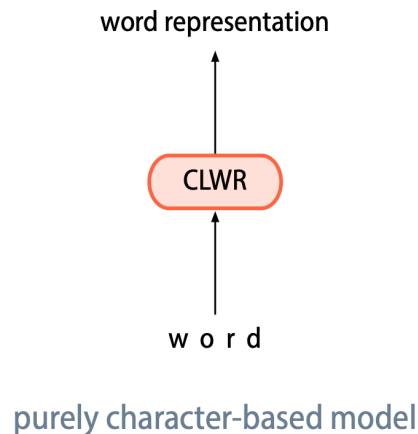 word representation
CLWR
w o r d
purely character-based model